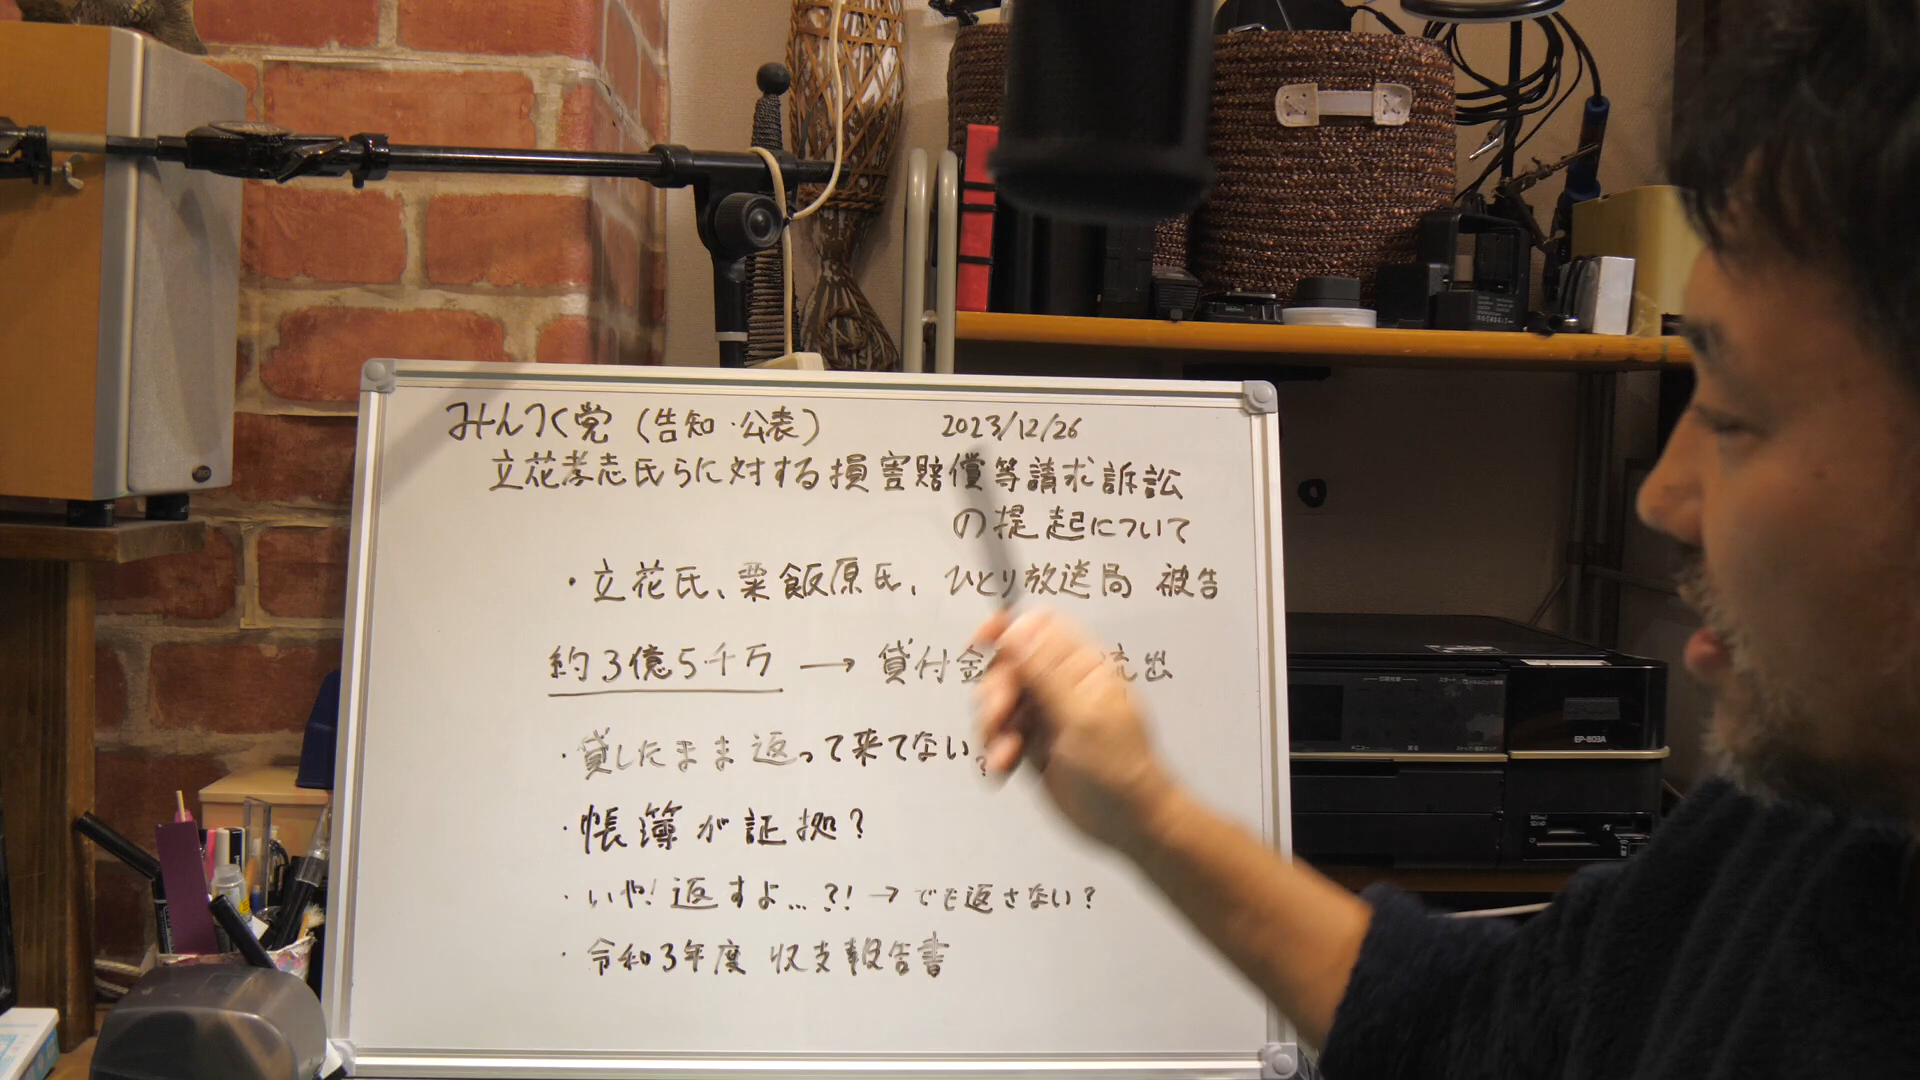 みんつく党（告知・公表）　2023/12/26
立花孝志氏らに対する損害賠償等請求訴訟
の提起について
・立花氏、粟飯原氏、ひとり放送局 被告
約3億5千万 → 貸付金 流出
・貸したまま返って来てない？
・帳簿が証拠？
・いや！返すよ…?! → でも返さない？
・令和3年度 収支報告書
EP-803A